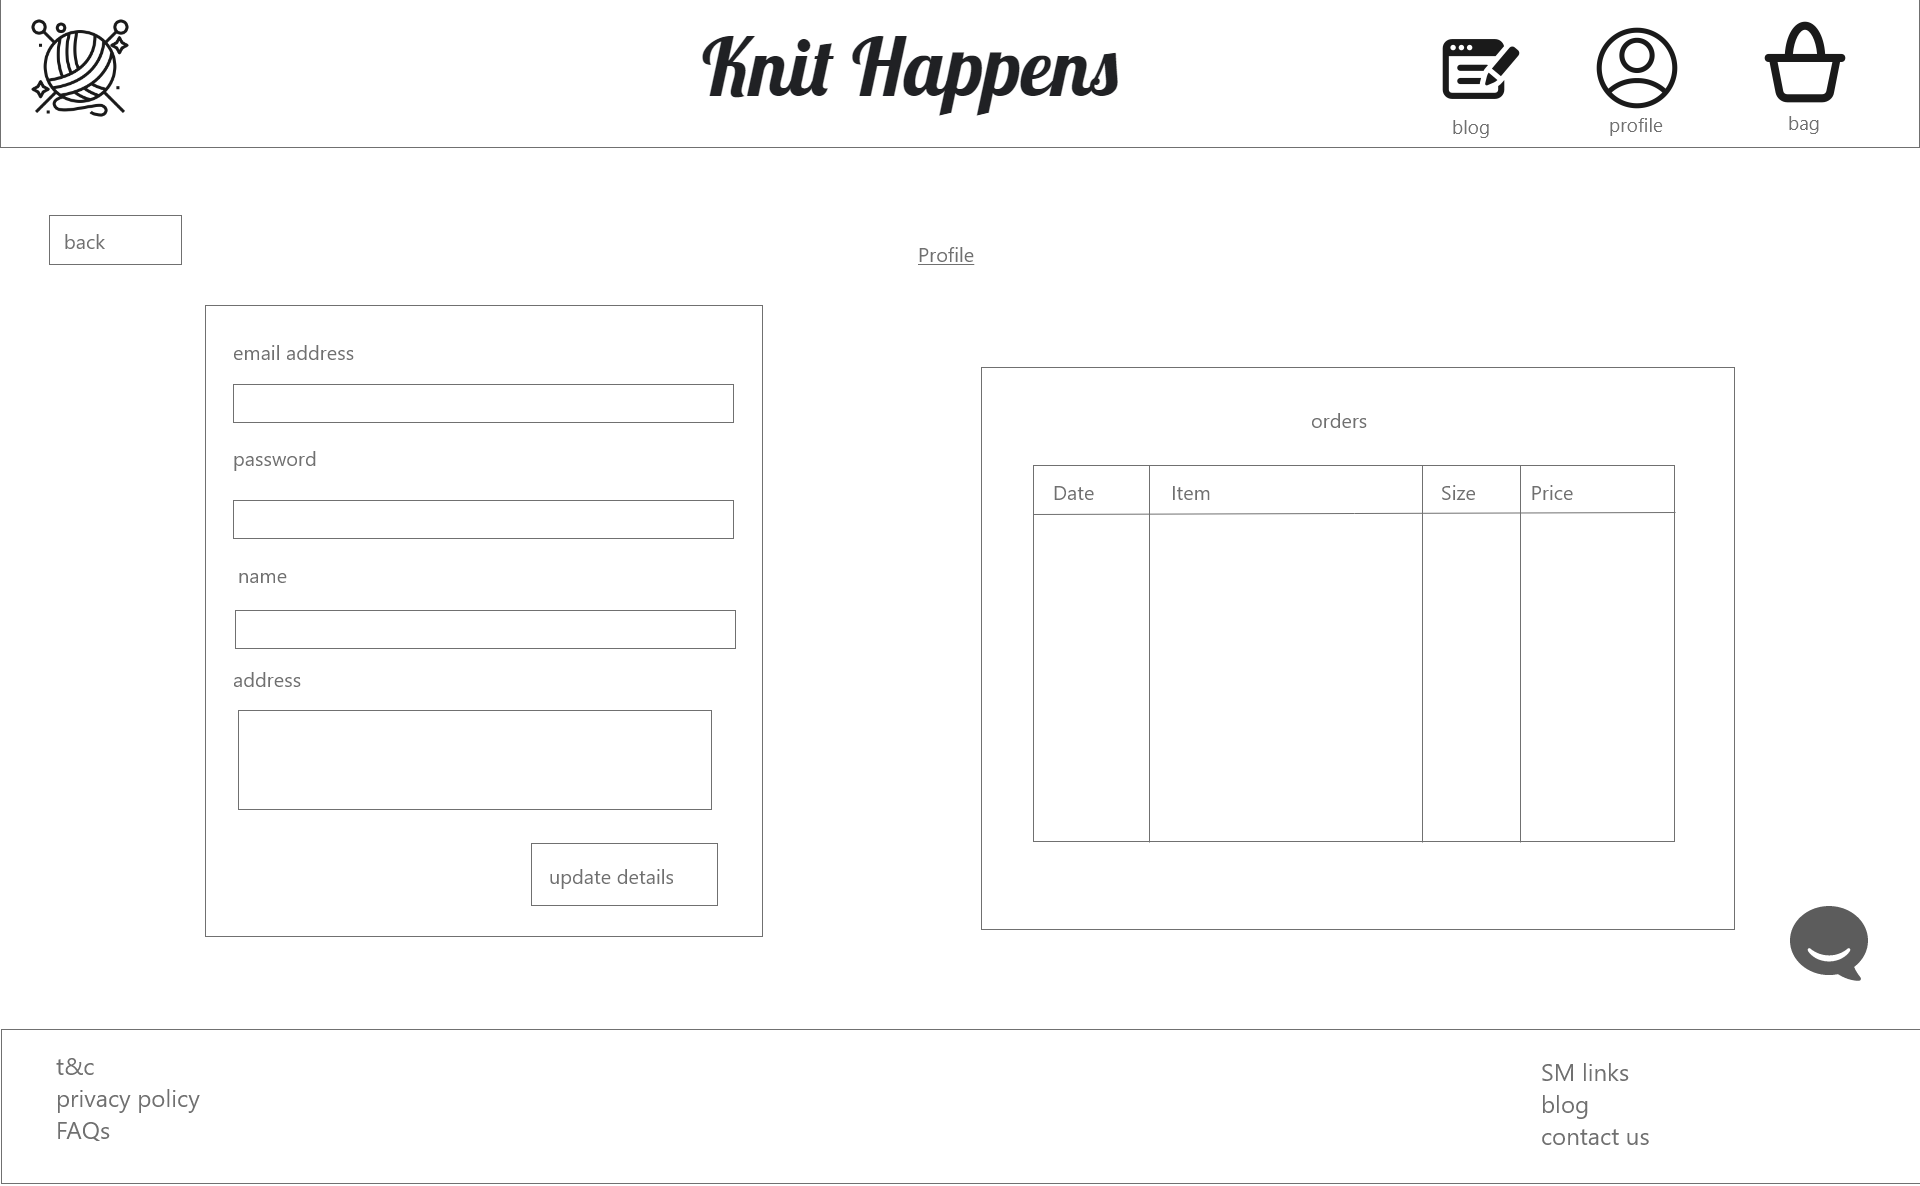 Knit Happens
blog
profile
bag
back
Profile
email address
password
name
address
update details
orders
Date Item Size Price
t&c
privacy policy
FAQs
SM links
blog
contact us